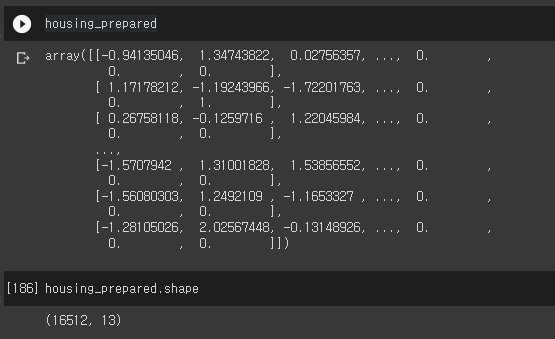 housing_prepared
array([[-0.94135046,  1.34743822,  0.02756357, ...,  0.        ,
         0.        ,  0.        ],
       [ 1.17178212, -1.19243966, -1.72201763, ...,  0.        ,
         0.        ,  1.        ],
       [ 0.26758118, -0.1259716 ,  1.22045984, ...,  0.        ,
         0.        ,  0.        ],
       ...,
       [-1.5707942 ,  1.31001828,  1.53856552, ...,  0.        ,
         0.        ,  0.        ],
       [-1.56080303,  1.2492109 , -1.1653327 , ...,  0.        ,
         0.        ,  0.        ],
       [-1.28105026,  2.02567448, -0.13148926, ...,  0.        ,
         0.        ,  0.        ]])
[186] housing_prepared.shape
(16512, 13)